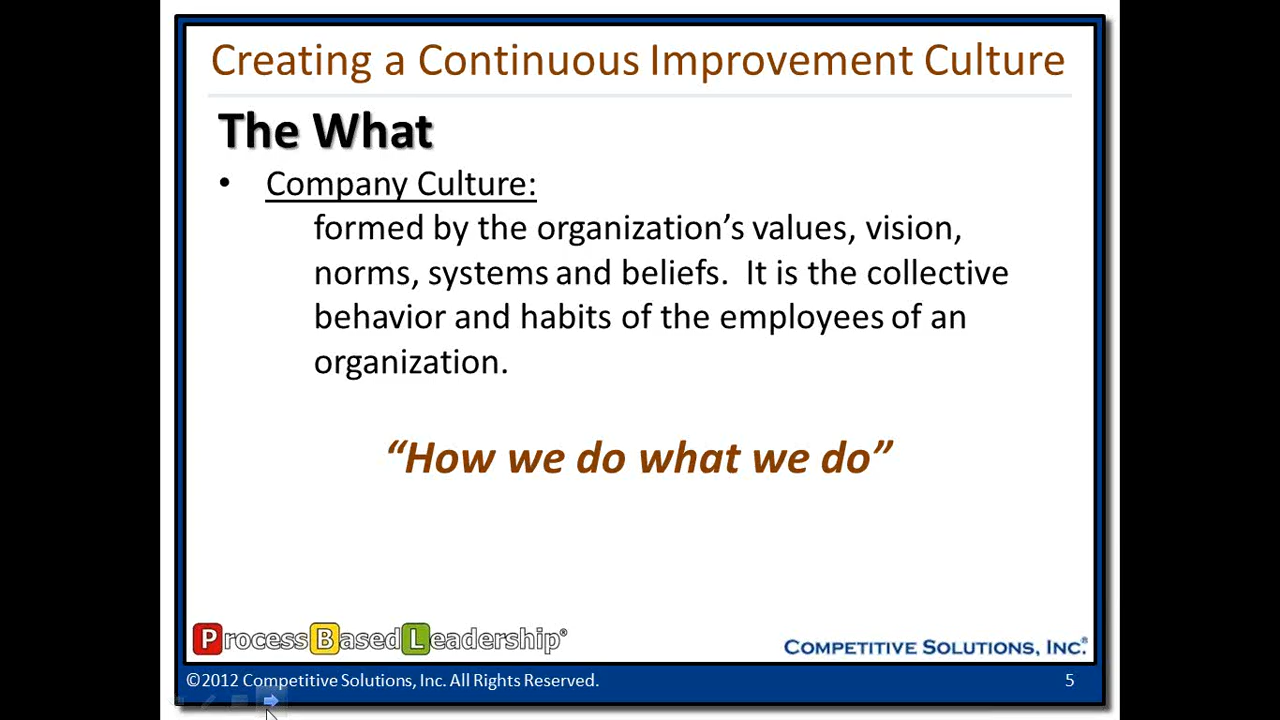 Creating a Continuous Improvement Culture
The What
• Company Culture:
formed by the organization’s values, vision,
norms, systems and beliefs.  It is the collective
behavior and habits of the employees of an
organization.
“How we do what we do”
ProcessBasedLeadership®
COMPETITIVE SOLUTIONS, INC.®
©2012 Competitive Solutions, Inc. All Rights Reserved.
5